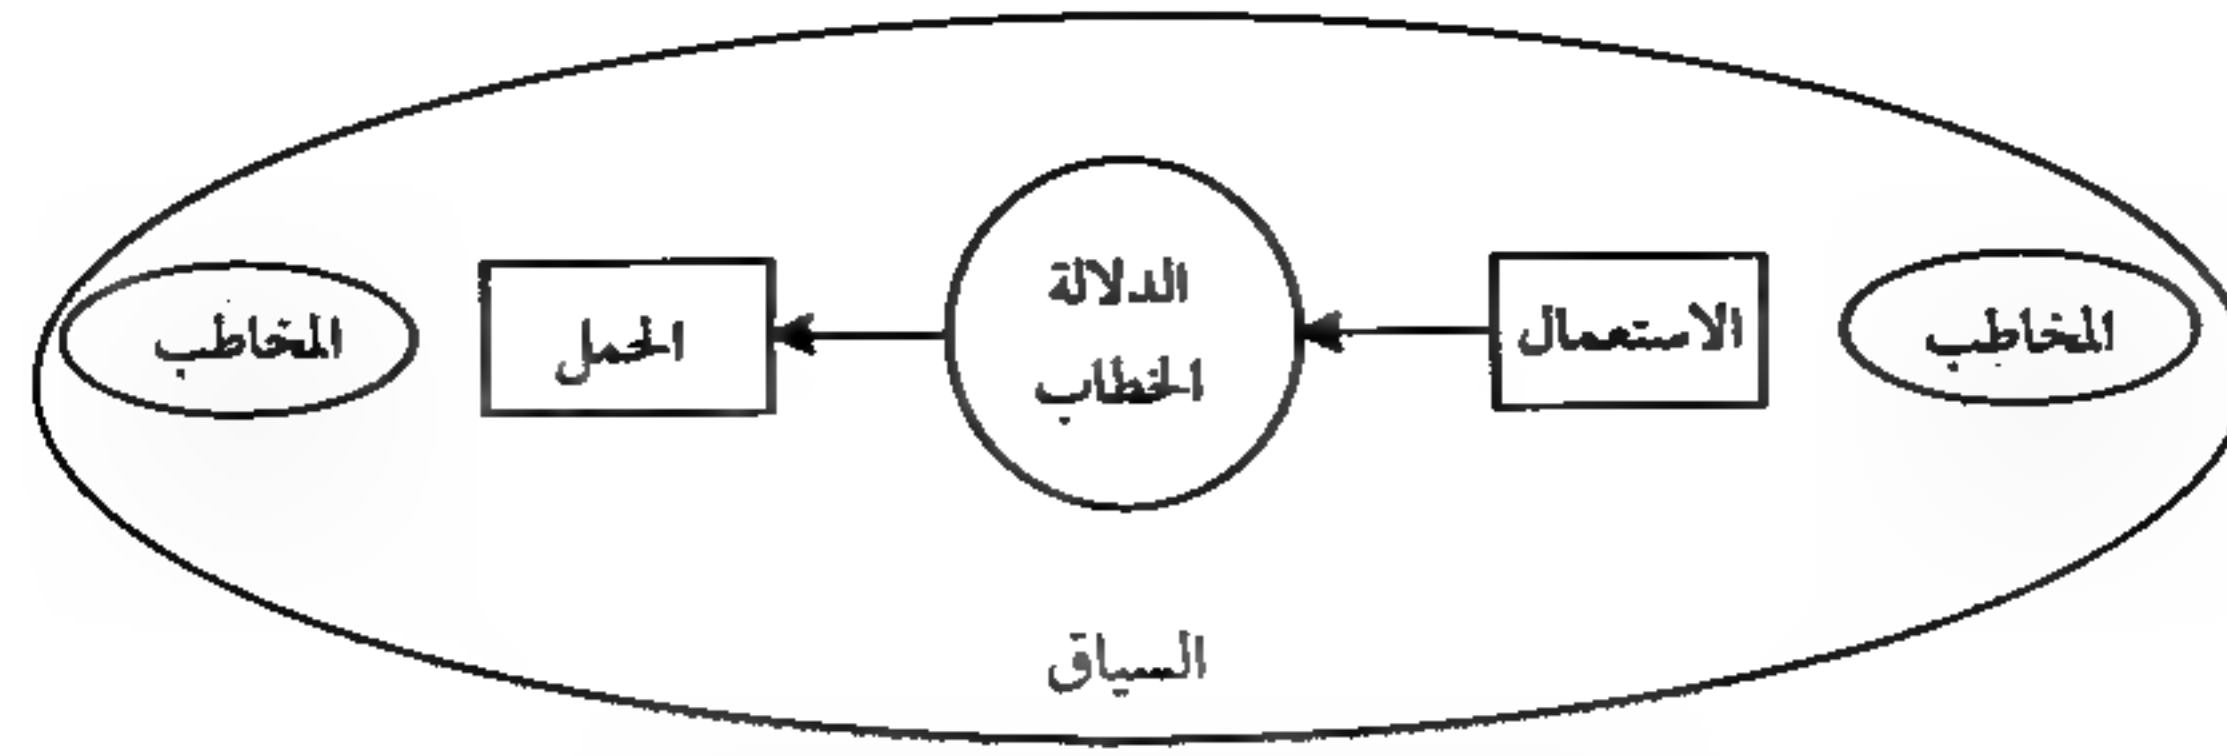 المخاطب
الاستعمال
الدلالة
الخطاب
الحمل
المخاطب
السياق